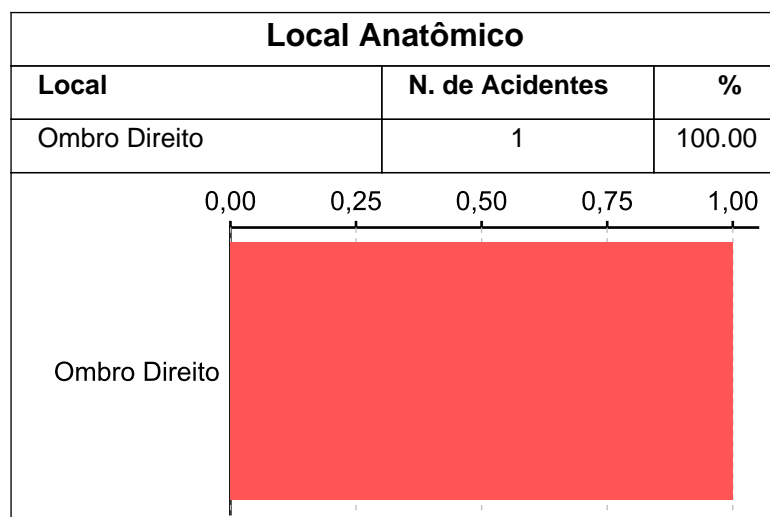 Local Anatômico
Local N. de Acidentes %
Ombro Direito 1 100.00
0,00 0,25 0,50 0,75 1,00
Ombro Direito